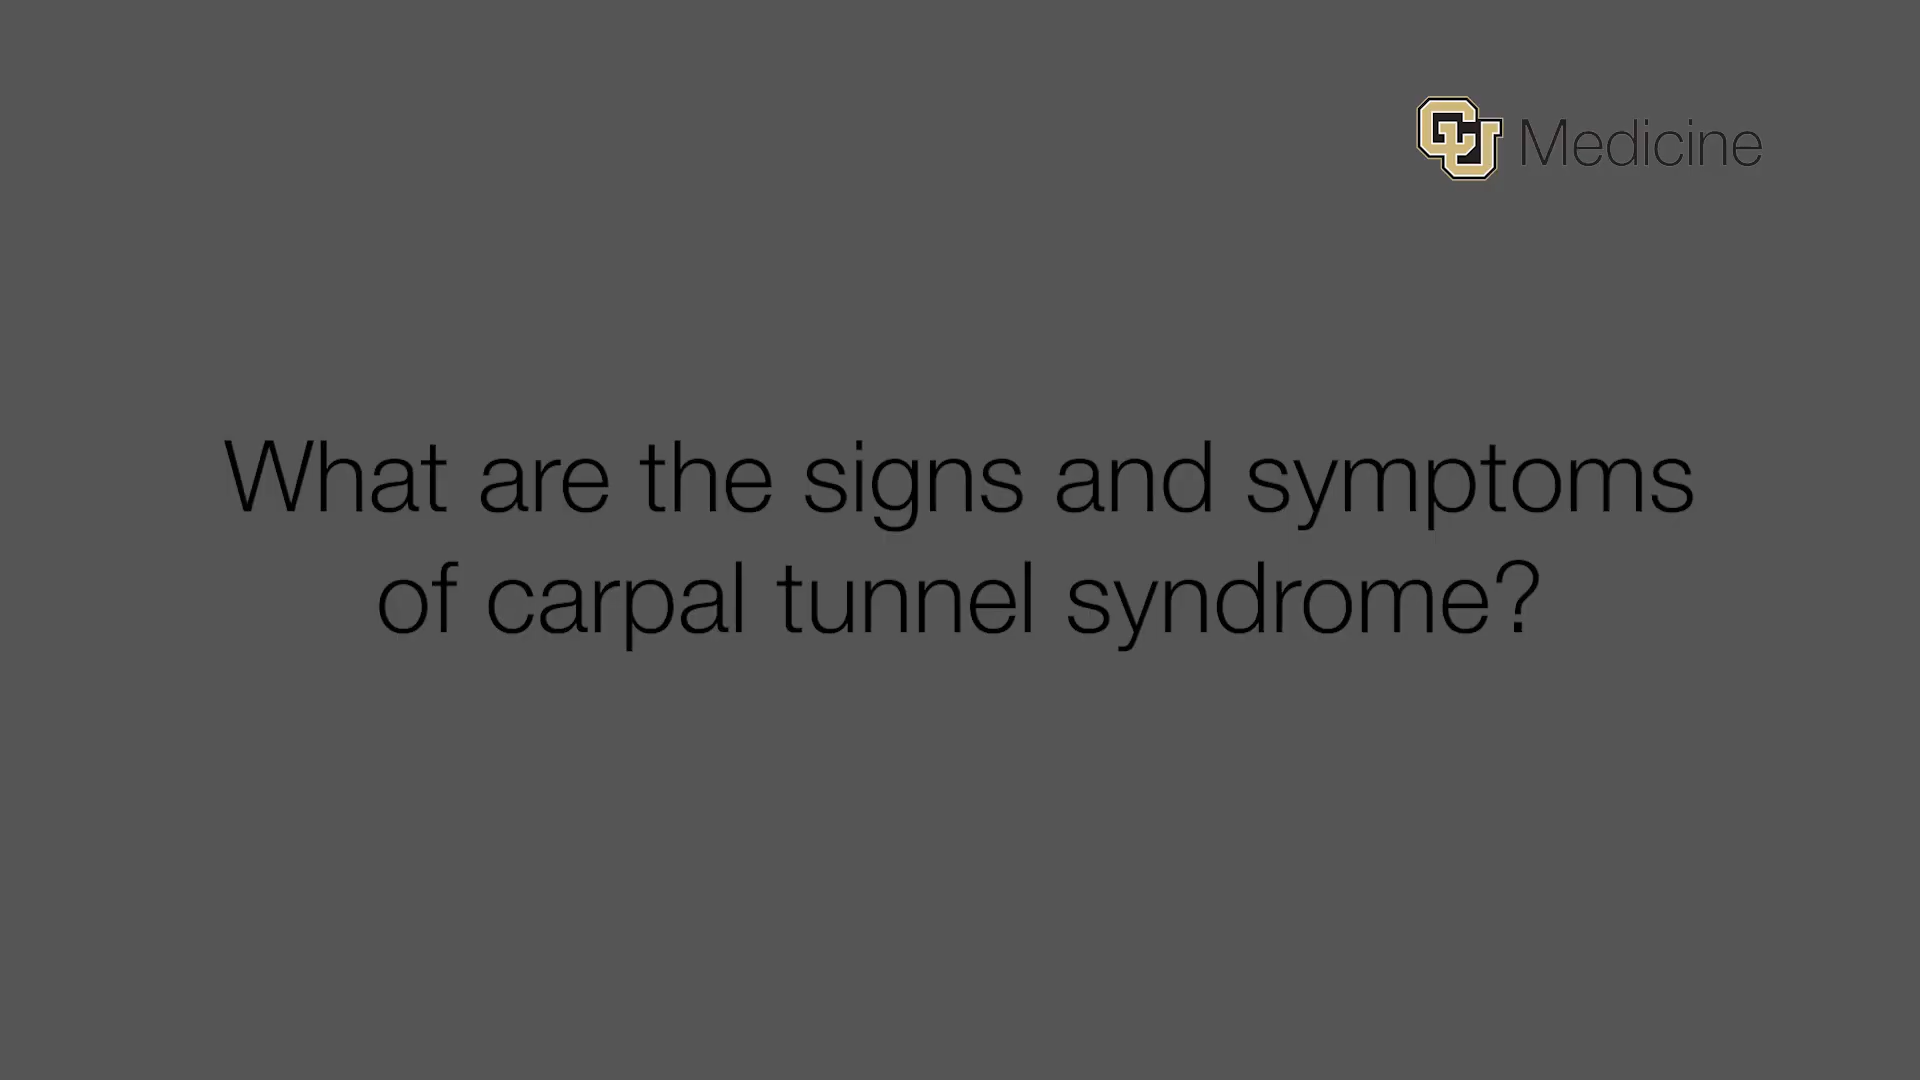 CU Medicine
What are the signs and symptoms
of carpal tunnel syndrome?